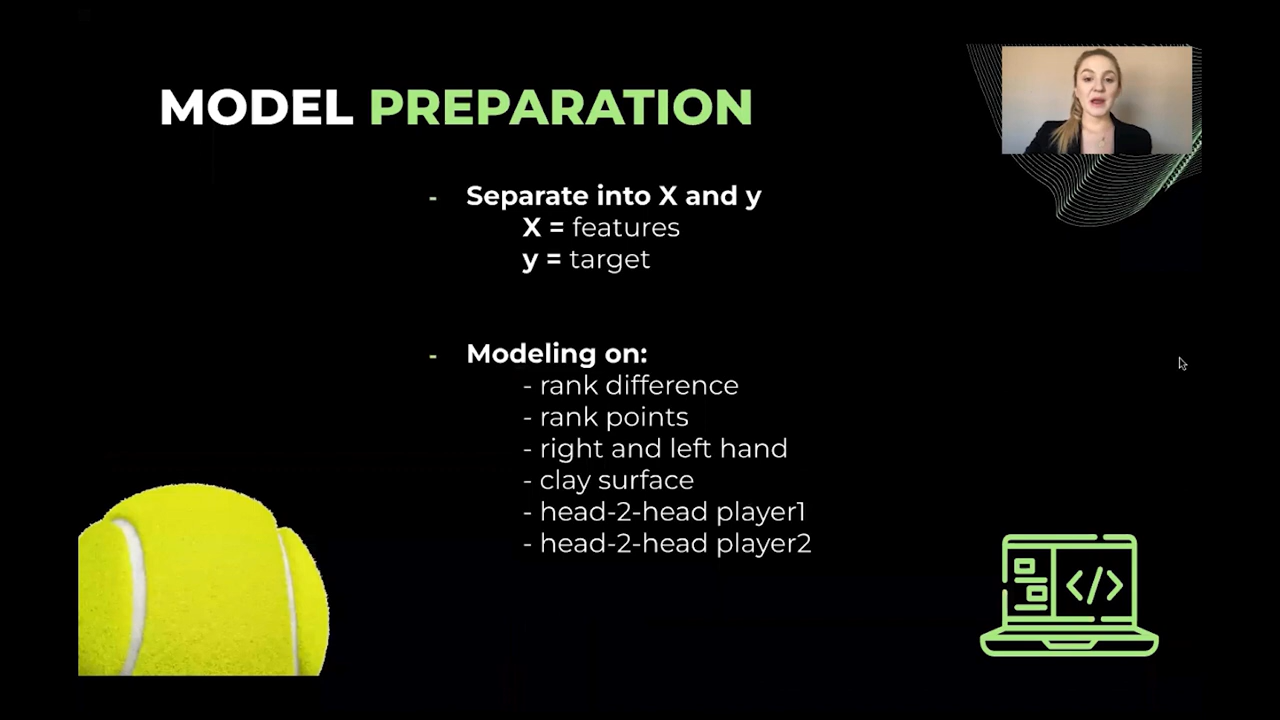 MODEL PREPARATION
- Separate into X and y
X = features
y = target
- Modeling on:
- rank difference
- rank points
- right and left hand
- clay surface
- head-2-head player1
- head-2-head player2
</>